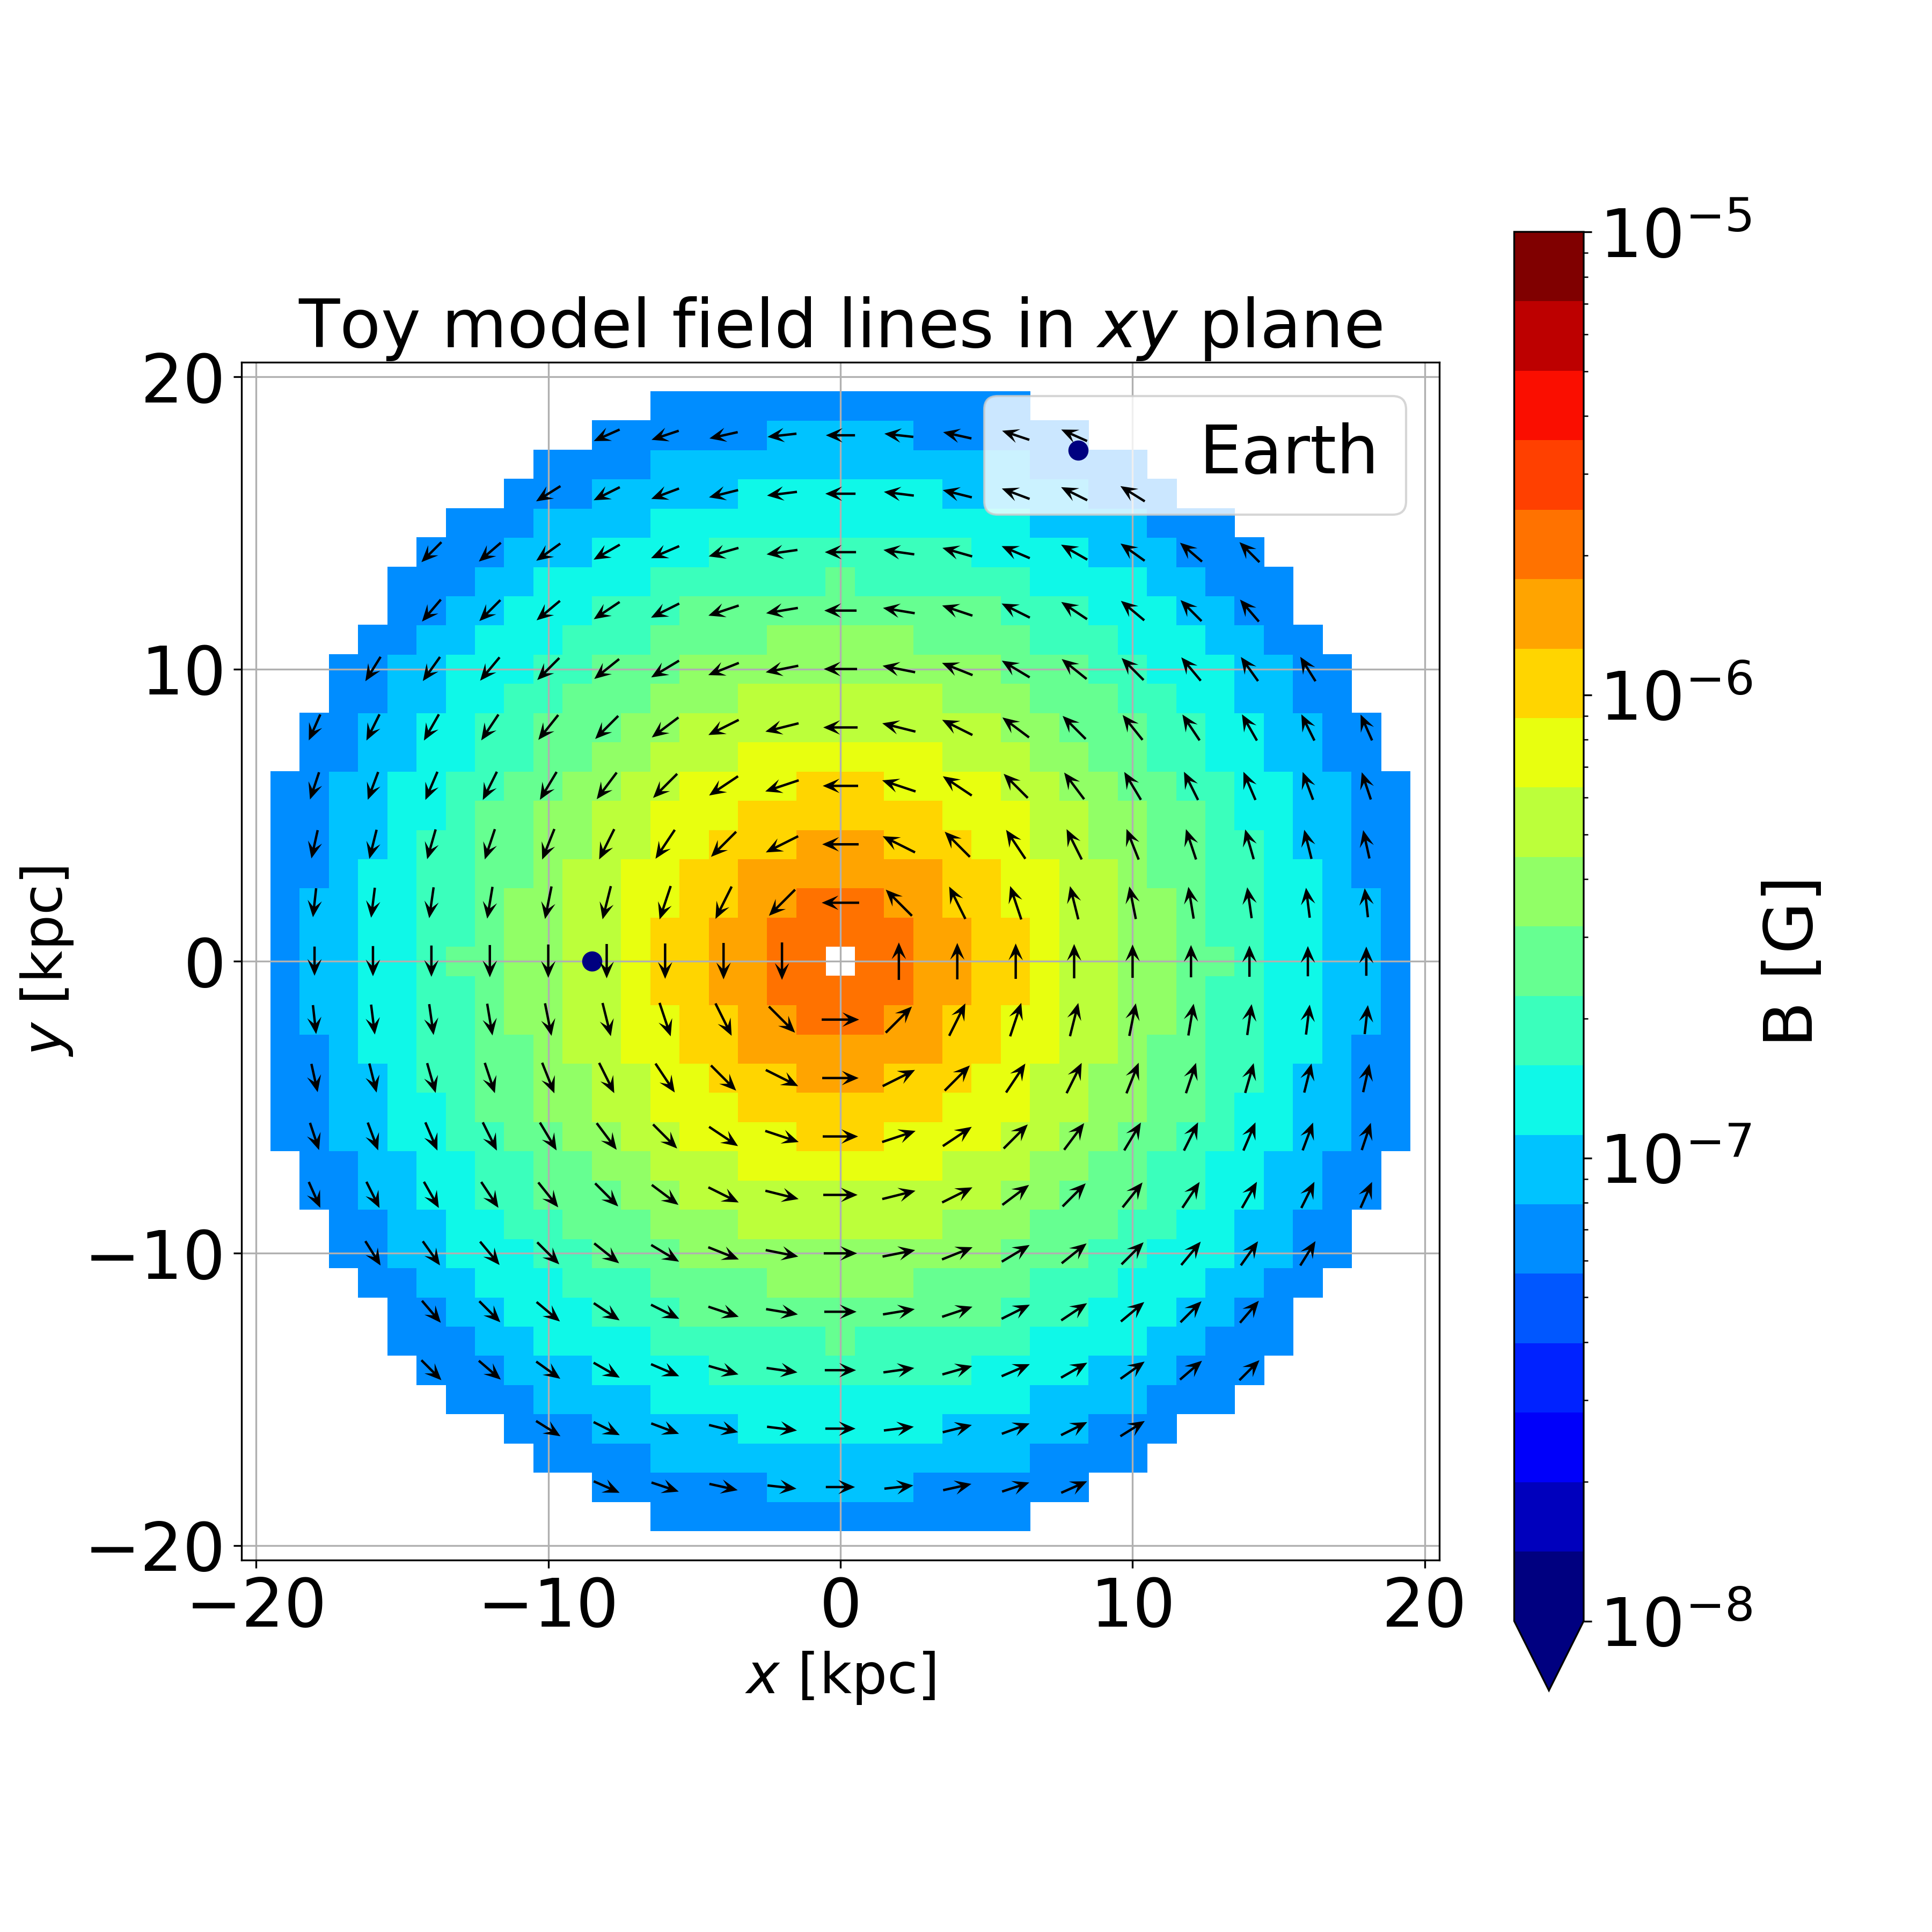 Toy model field lines in xy plane
Earth
20
10
0
−10
−20
y [kpc]
−20 −10 0 10 20
x [kpc]
10⁻⁵
10⁻⁶
10⁻⁷
10⁻⁸
B [G]